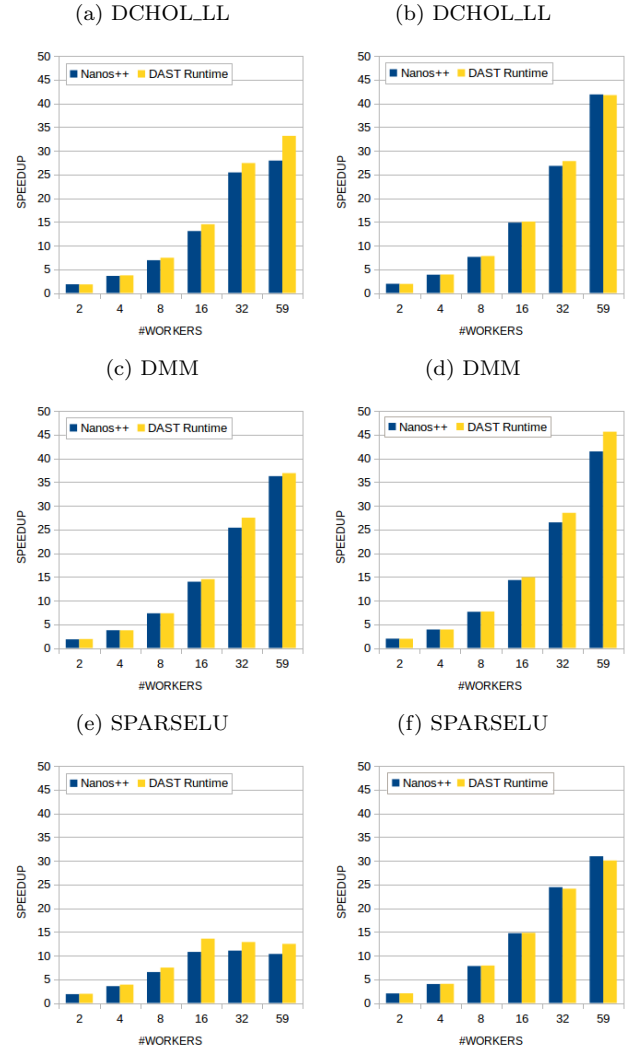 (a) DCHOL_LL
50
45
40
35
30
25
20
15
10
5
0
SPEEDUP
Nanos++ DAST Runtime
2 4 8 16 32 59
#WORKERS
(b) DCHOL_LL
50
45
40
35
30
25
20
15
10
5
0
SPEEDUP
Nanos++ DAST Runtime
2 4 8 16 32 59
#WORKERS
(c) DMM
50
45
40
35
30
25
20
15
10
5
0
SPEEDUP
Nanos++ DAST Runtime
2 4 8 16 32 59
#WORKERS
(d) DMM
50
45
40
35
30
25
20
15
10
5
0
SPEEDUP
Nanos++ DAST Runtime
2 4 8 16 32 59
#WORKERS
(e) SPARSELU
50
45
40
35
30
25
20
15
10
5
0
SPEEDUP
Nanos++ DAST Runtime
2 4 8 16 32 59
#WORKERS
(f) SPARSELU
50
45
40
35
30
25
20
15
10
5
0
SPEEDUP
Nanos++ DAST Runtime
2 4 8 16 32 59
#WORKERS